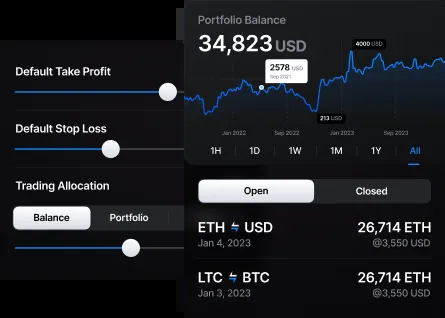 Default Take Profit
Default Stop Loss
Trading Allocation
Balance Portfolio
Portfolio Balance
34,823 USD
4000 USD
2578 USD
Sep 2021
213 USD
Jan 2022 Sep 2022 Jan 2023 Sep 2023
1H 1D 1W 1M 1Y All
Open Closed
ETH USD 26,714 ETH
Jan 4, 2023 @3,550 USD
LTC BTC 26,714 ETH
Jan 3, 2023 @3,550 USD